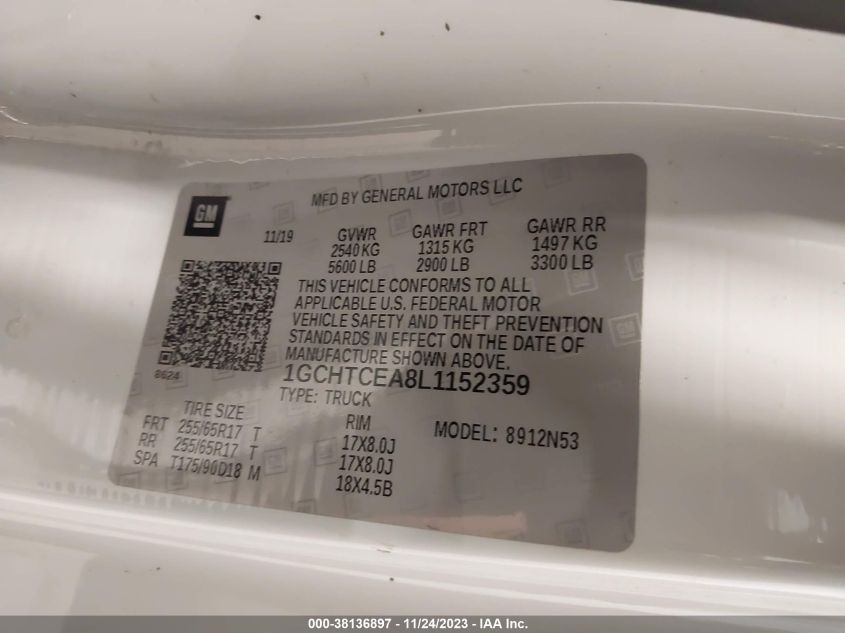 GM
MFD BY GENERAL MOTORS LLC
11/19 GVWR GAWR FRT GAWR RR
2540 KG 1315 KG 1497 KG
5600 LB 2900 LB 3300 LB
THIS VEHICLE CONFORMS TO ALL
APPLICABLE U.S. FEDERAL MOTOR
VEHICLE SAFETY AND THEFT PREVENTION
STANDARDS IN EFFECT ON THE DATE OF
MANUFACTURE SHOWN ABOVE.
8624
1GCHTCEA8L1152359
TYPE: TRUCK
TIRE SIZE RIM MODEL: 8912N53
FRT 255/65R17 T 17X8.0J
RR 255/65R17 T 17X8.0J
SPA T175/90D18 M 18X4.5B
000-38136897 - 11/24/2023 - IAA Inc.